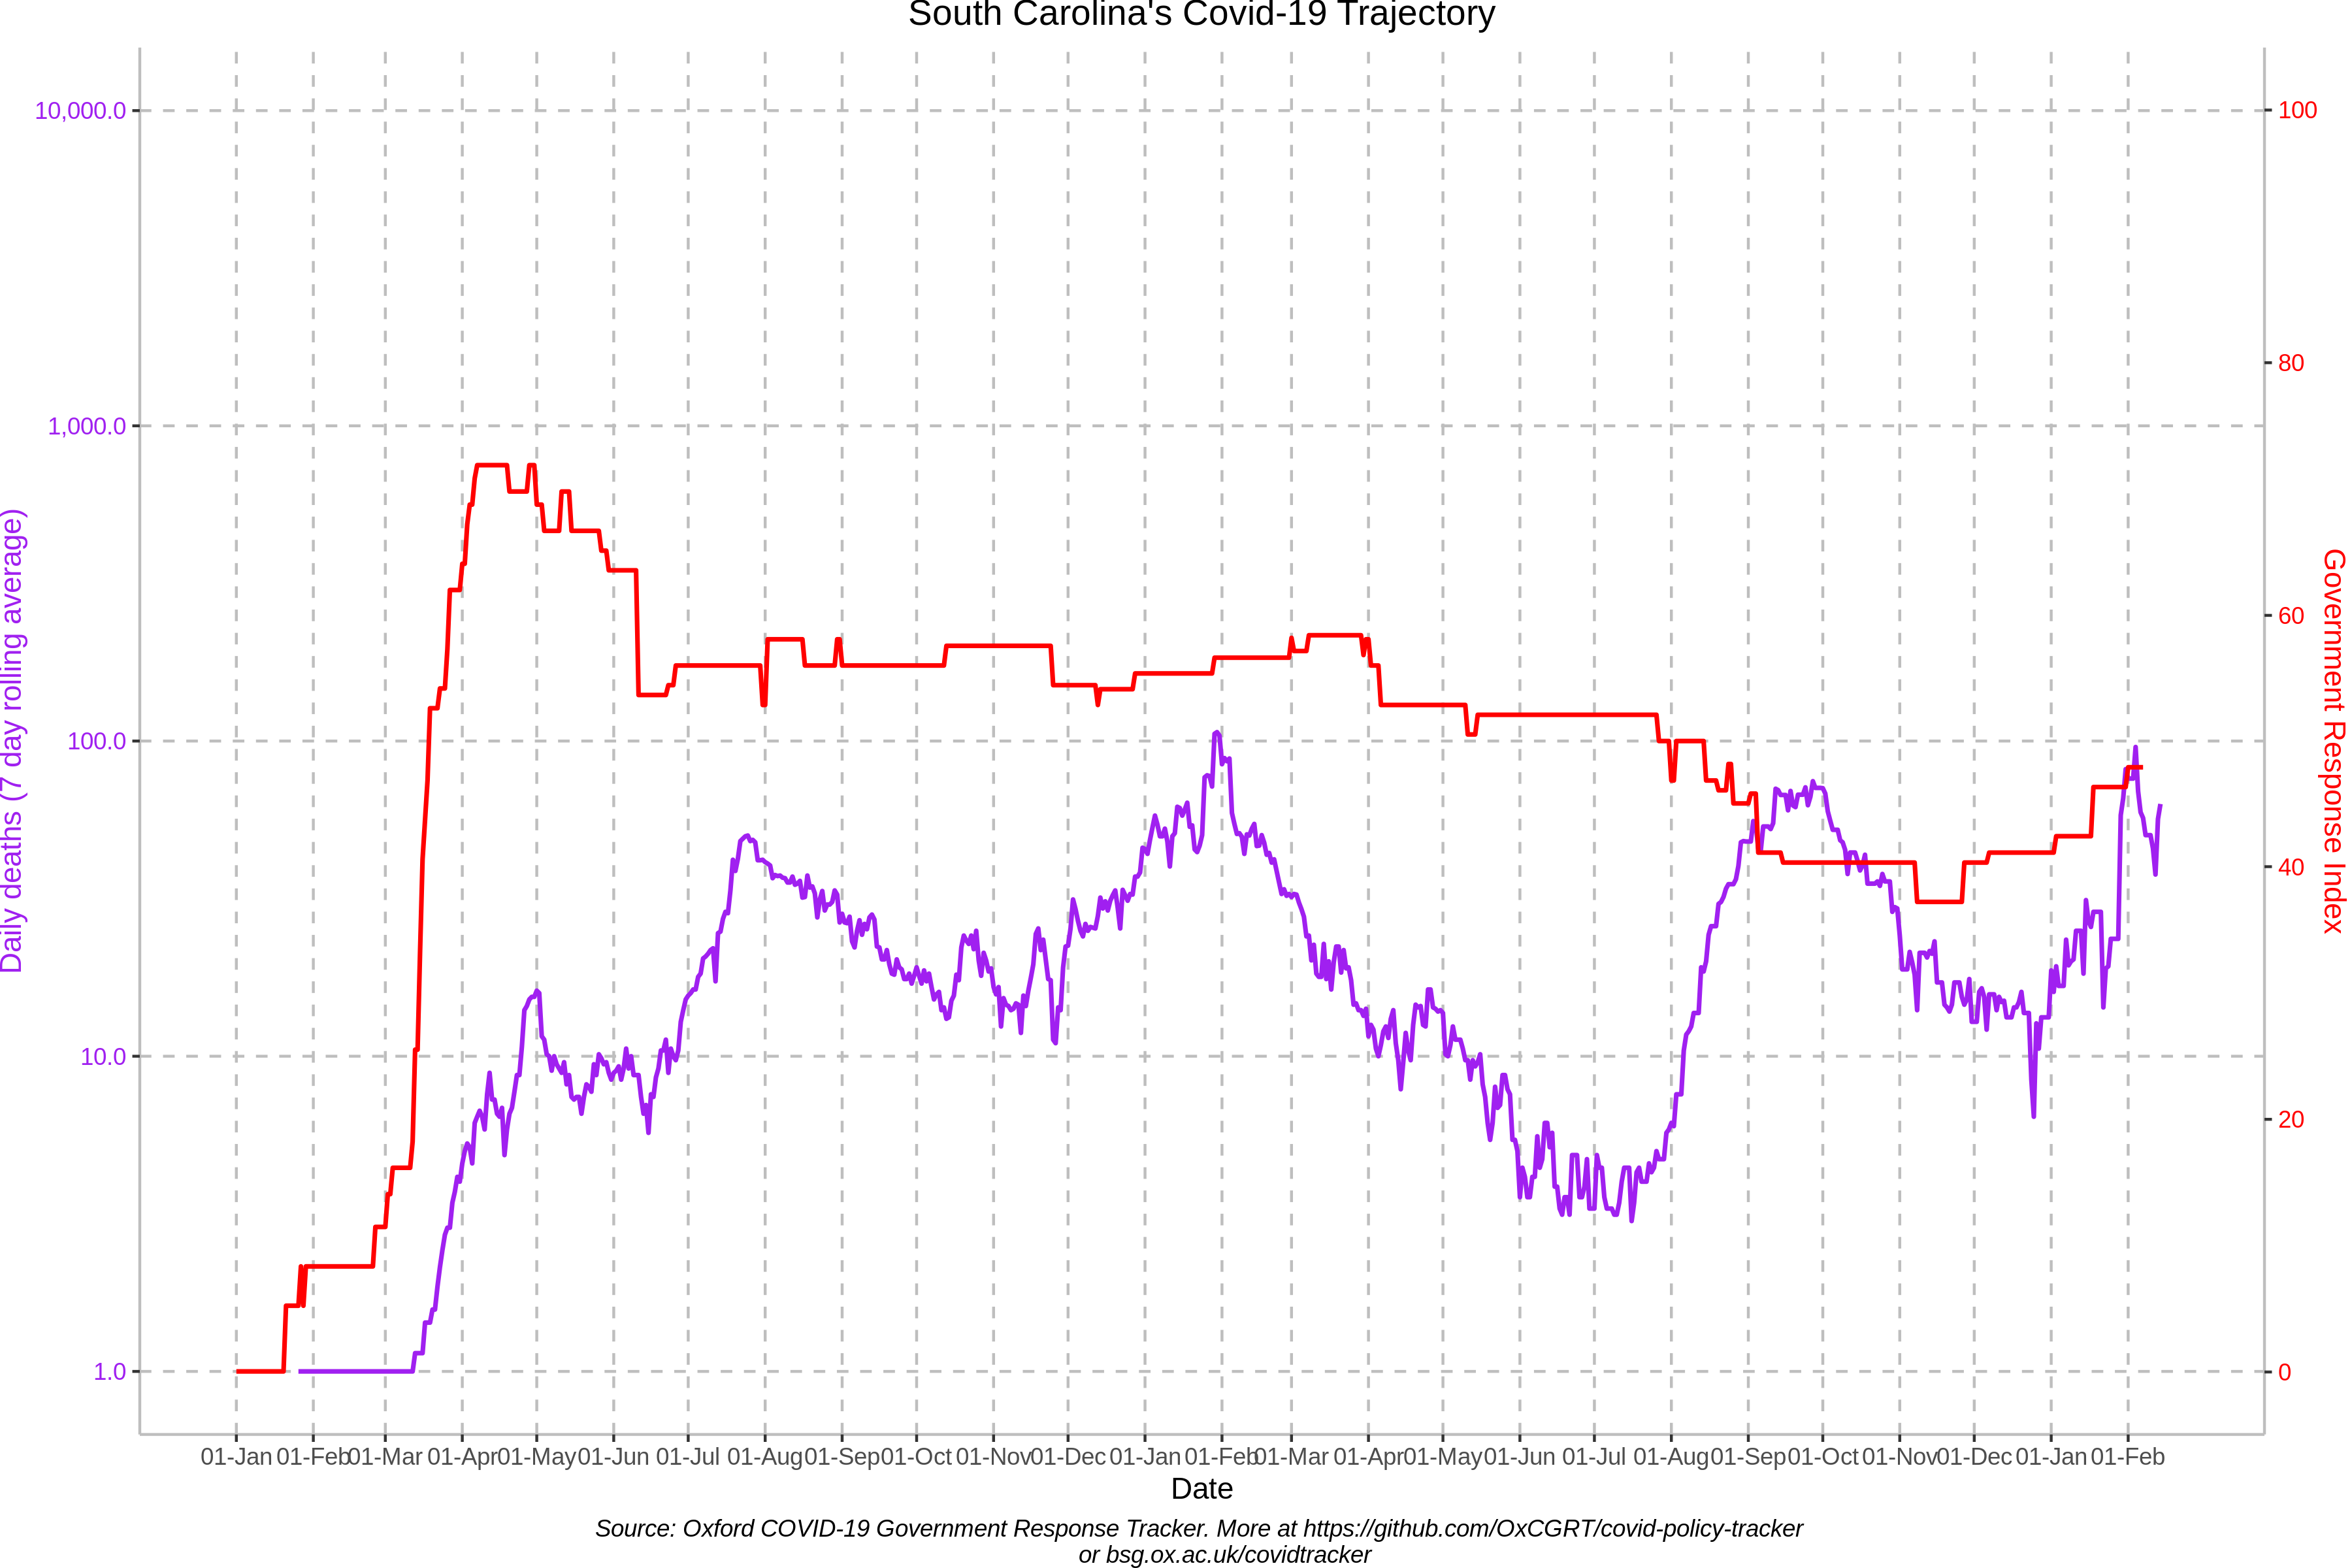 South Carolina's Covid-19 Trajectory
10,000.0
1,000.0
100.0
10.0
1.0
Daily deaths (7 day rolling average)
100
80
60
40
20
0
Government Response Index
01-Jan 01-Feb 01-Mar 01-Apr 01-May 01-Jun 01-Jul 01-Aug 01-Sep 01-Oct 01-Nov 01-Dec 01-Jan 01-Feb 01-Mar 01-Apr 01-May 01-Jun 01-Jul 01-Aug 01-Sep 01-Oct 01-Nov 01-Dec 01-Jan 01-Feb
Date
Source: Oxford COVID-19 Government Response Tracker. More at https://github.com/OxCGRT/covid-policy-tracker
or bsg.ox.ac.uk/covidtracker